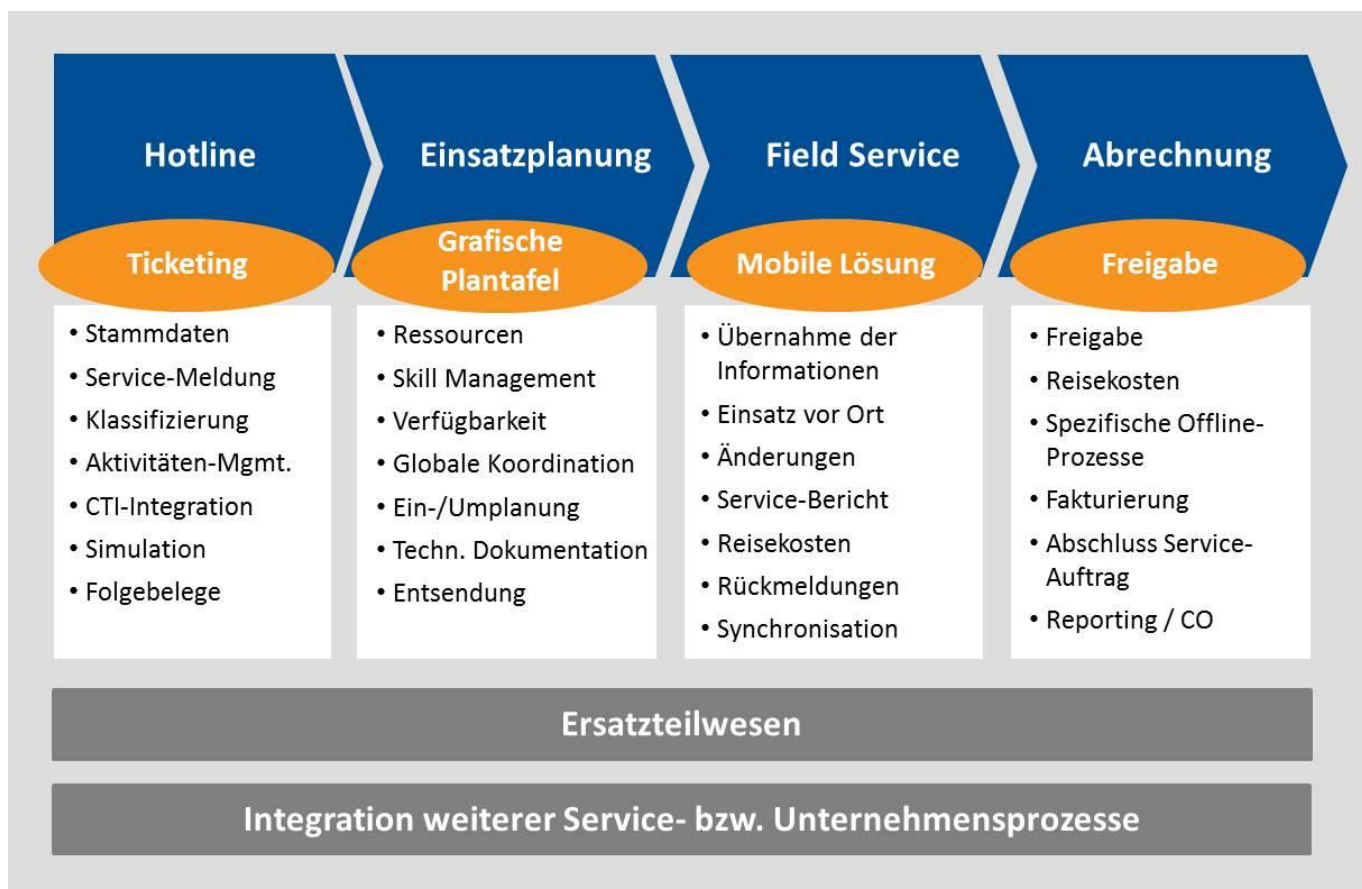 Hotline
Einsatzplanung
Field Service
Abrechnung
Ticketing
Grafische
Plantafel
Mobile Lösung
Freigabe
• Stammdaten
• Service-Meldung
• Klassifizierung
• Aktivitäten-Mgmt.
• CTI-Integration
• Simulation
• Folgebelege
• Ressourcen
• Skill Management
• Verfügbarkeit
• Globale Koordination
• Ein-/Umplanung
• Techn. Dokumentation
• Entsendung
• Übernahme der
Informationen
• Einsatz vor Ort
• Änderungen
• Service-Bericht
• Reisekosten
• Rückmeldungen
• Synchronisation
• Freigabe
• Reisekosten
• Spezifische Offline-
Prozesse
• Fakturierung
• Abschluss Service-
Auftrag
• Reporting / CO
Ersatzteilwesen
Integration weiterer Service- bzw. Unternehmensprozesse